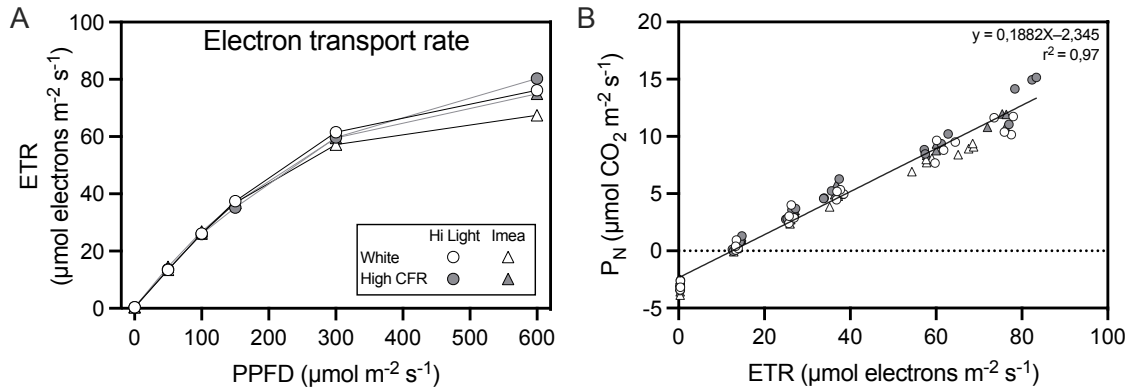 A
Electron transport rate
ETR
(µmol electrons m-2 s-1)
100
80
60
40
20
0
0 100 200 300 400 500 600
PPFD (µmol m-2 s-1)
Hi Light Imea
White
High CFR
B
y = 0,1882X–2,345
r2 = 0,97
PN (µmol CO2 m-2 s-1)
20
15
10
5
0
-5
0 20 40 60 80 100
ETR (µmol electrons m-2 s-1)